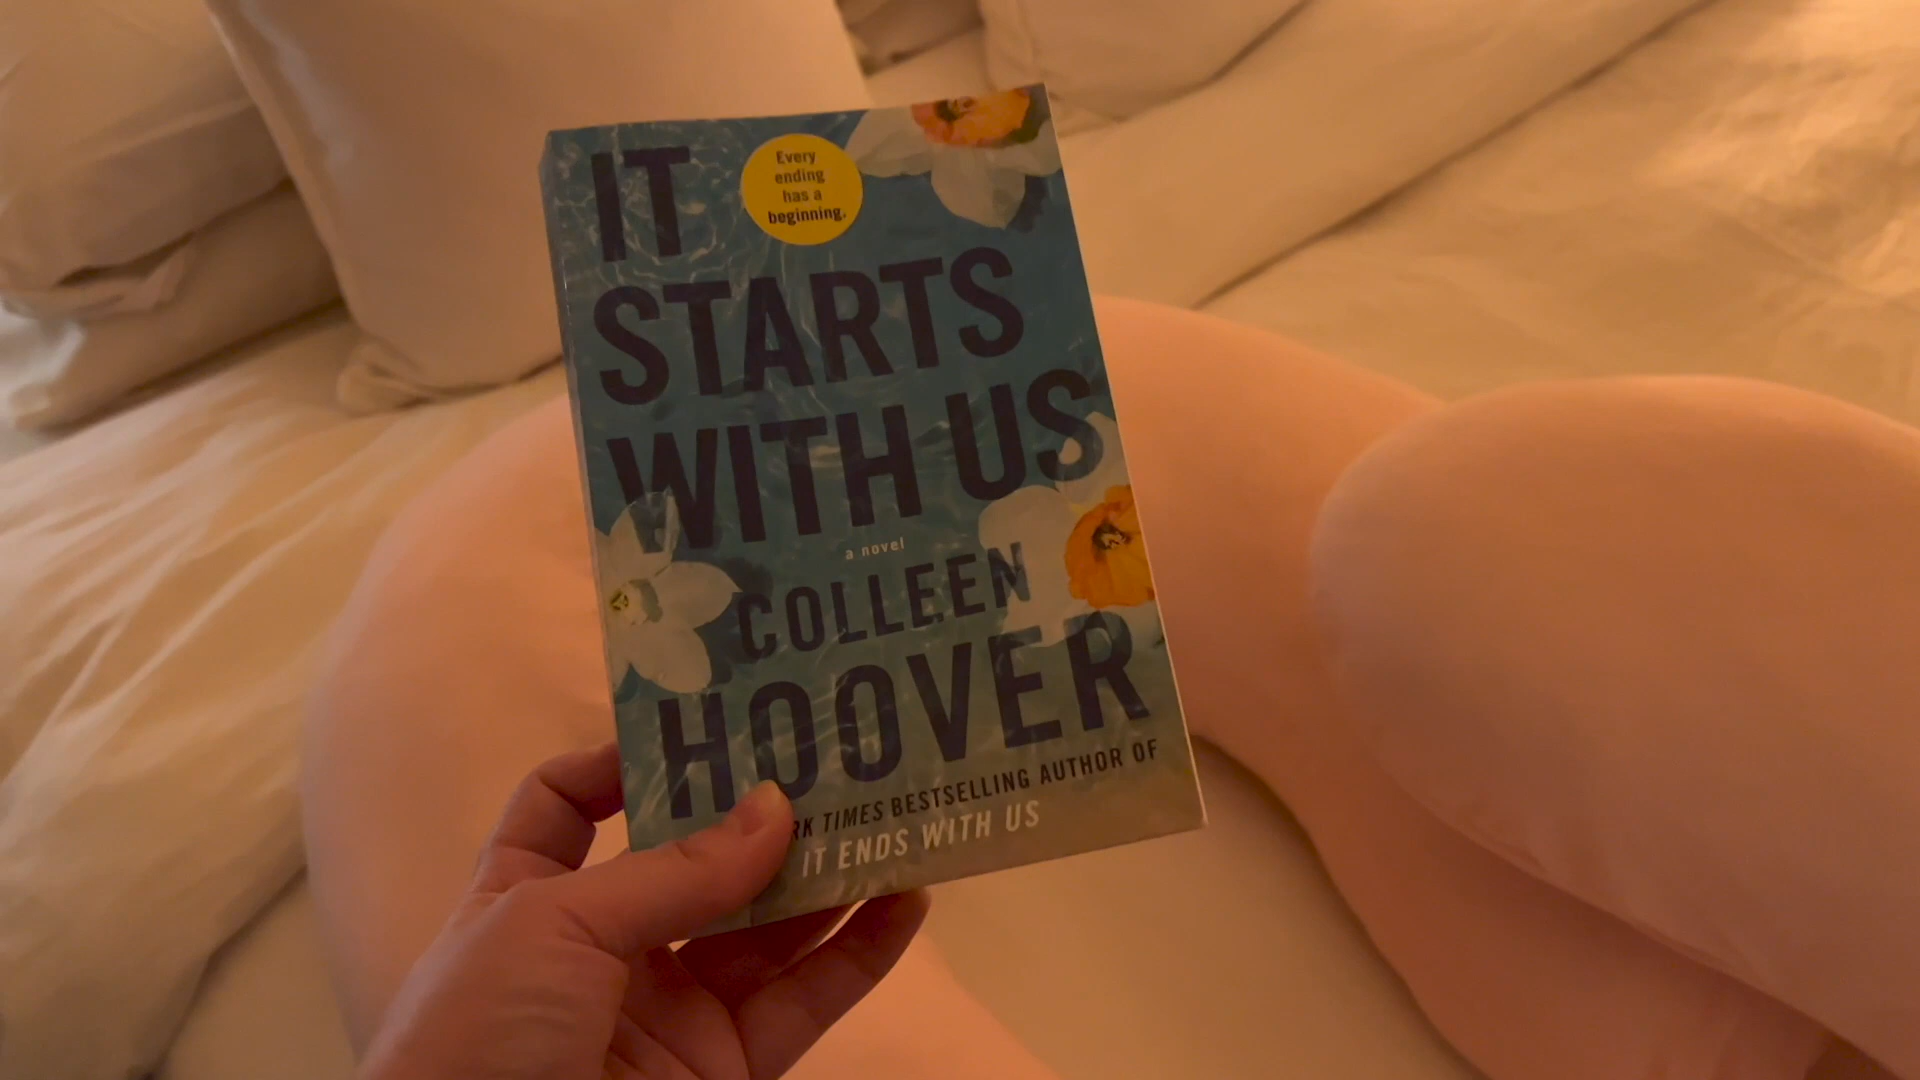 IT
Every
ending
has a
beginning.
STARTS
WITH US
a novel
COLLEEN
HOOVER
TIMES BESTSELLING AUTHOR OF
IT ENDS WITH US